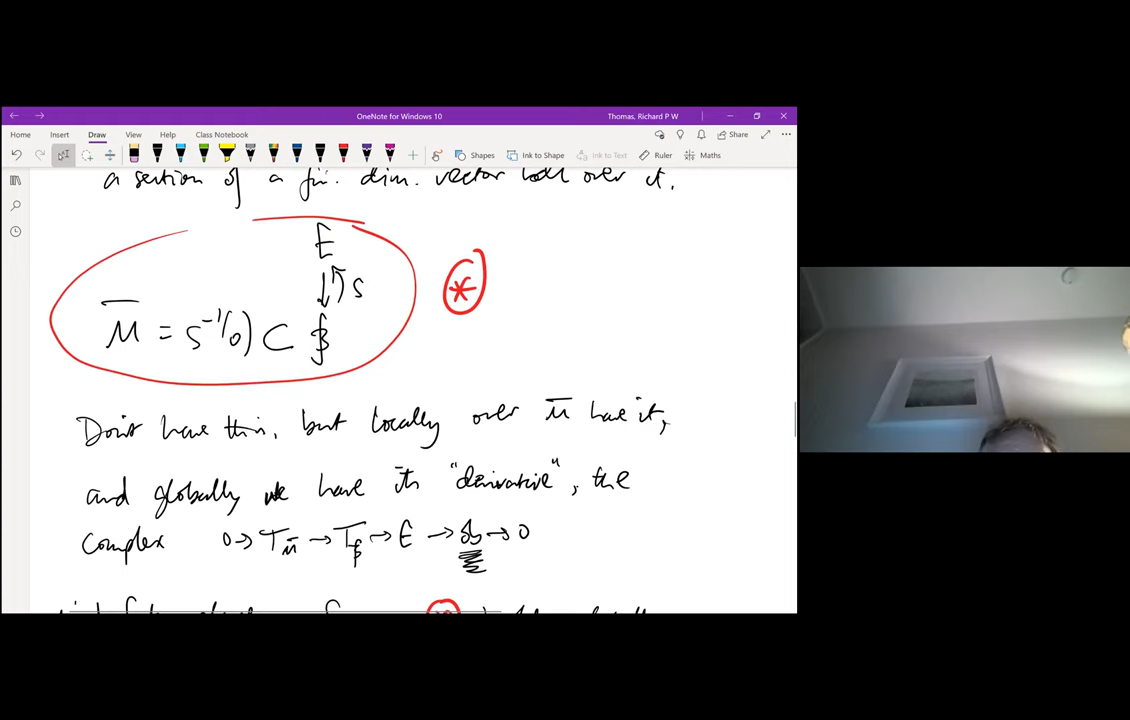 OneNote for Windows 10
Thomas, Richard P W
Home Insert Draw View Help Class Notebook
Share
Shapes Ink to Shape Ink to Text Ruler Maths
a section of a fin. dim. vector bdl over it.
E
↓↑ s
M̅ = s⁻¹(0) ⊂ 𝓑
*
Don't have this, but locally over M̅ have it,
and globally we have its "derivative", the
complex 0 → T_M̅ → T_𝓑 → E → ob → 0